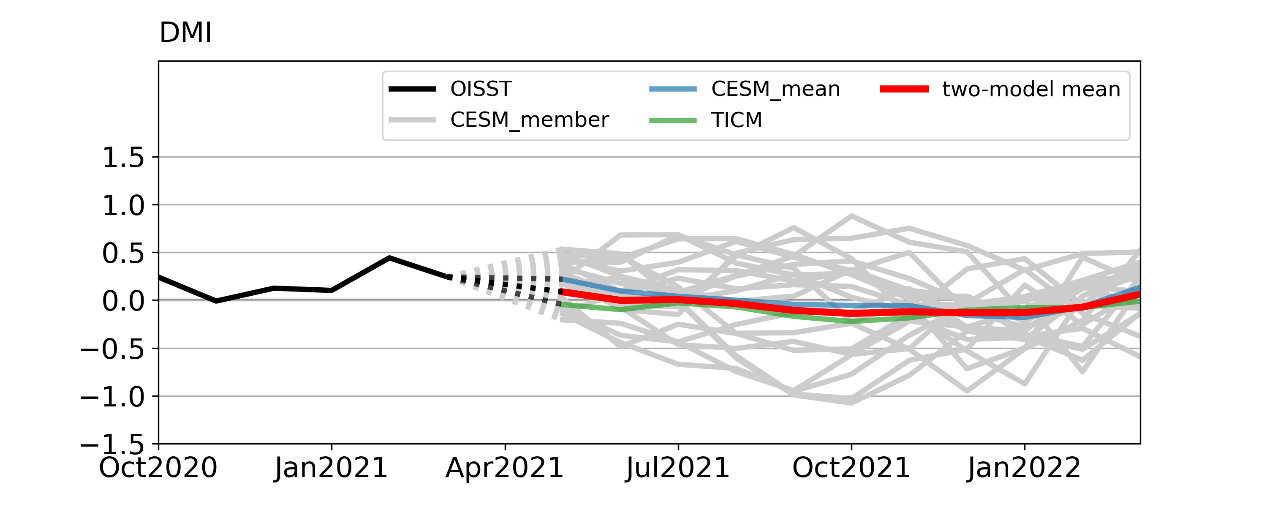 DMI
OISST
CESM_member
CESM_mean
TICM
two-model mean
1.5
1.0
0.5
0.0
−0.5
−1.0
−1.5
Oct2020 Jan2021 Apr2021 Jul2021 Oct2021 Jan2022